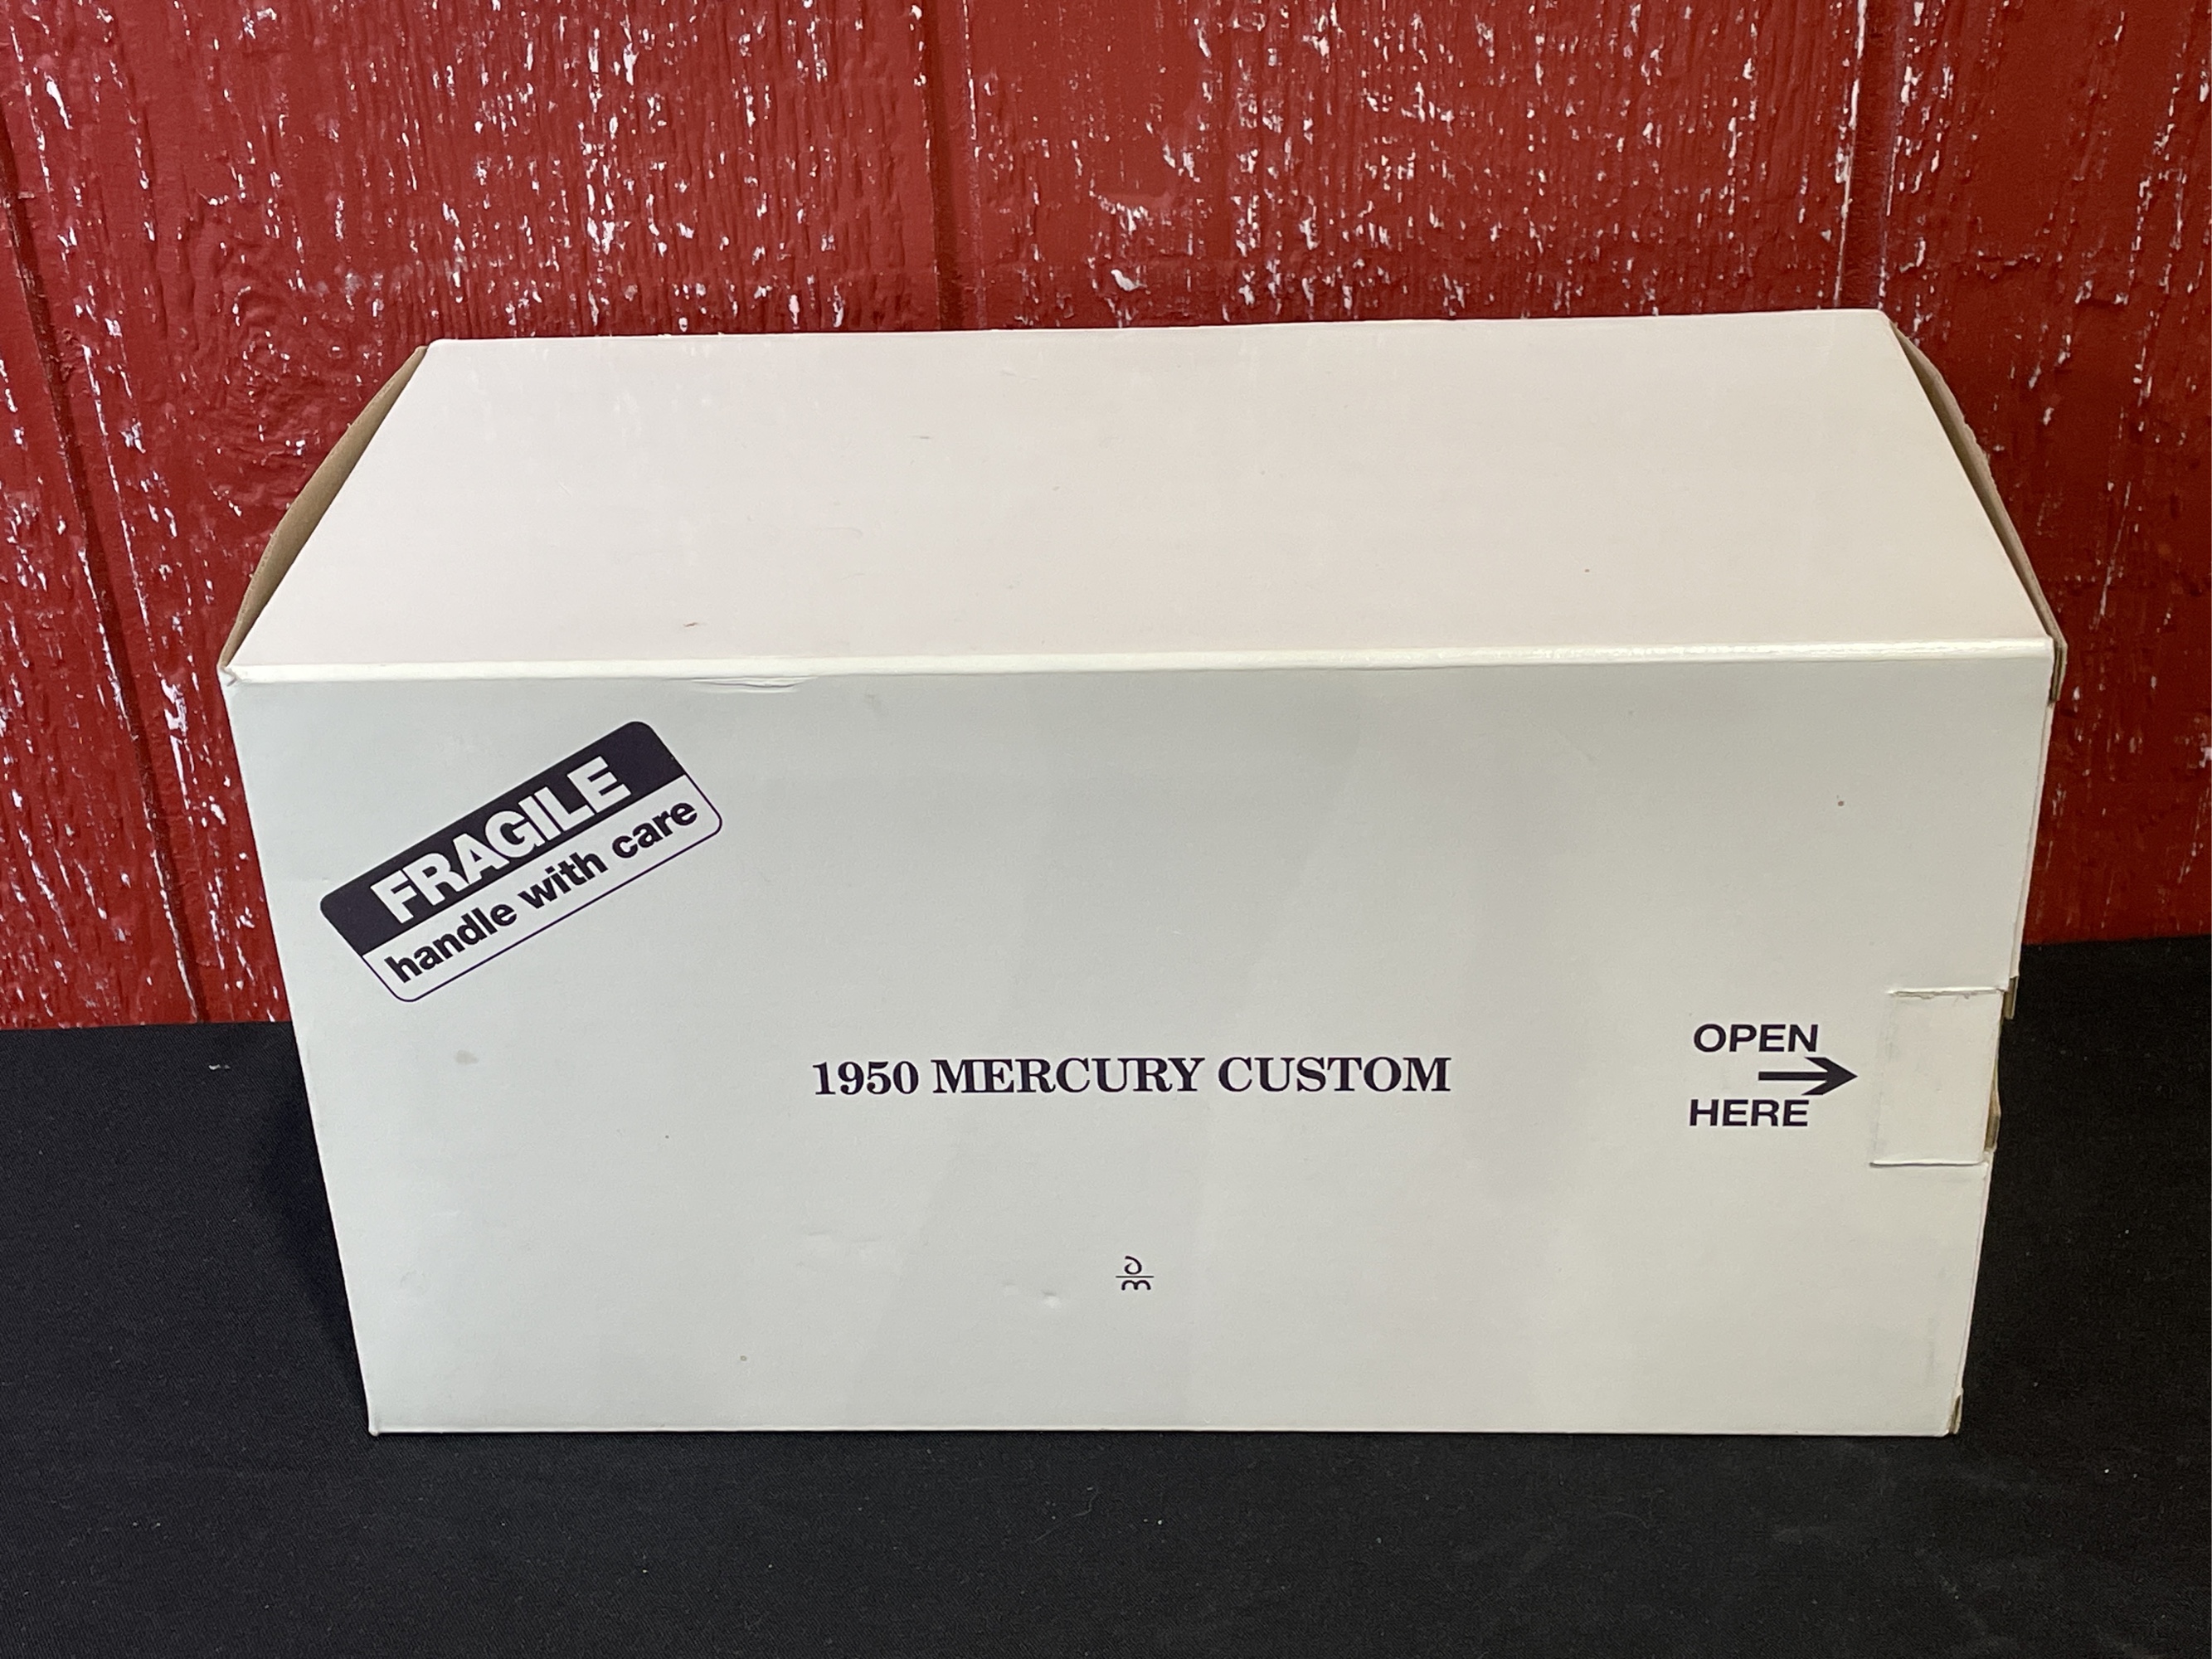 FRAGILE
handle with care
1950 MERCURY CUSTOM
OPEN
HERE